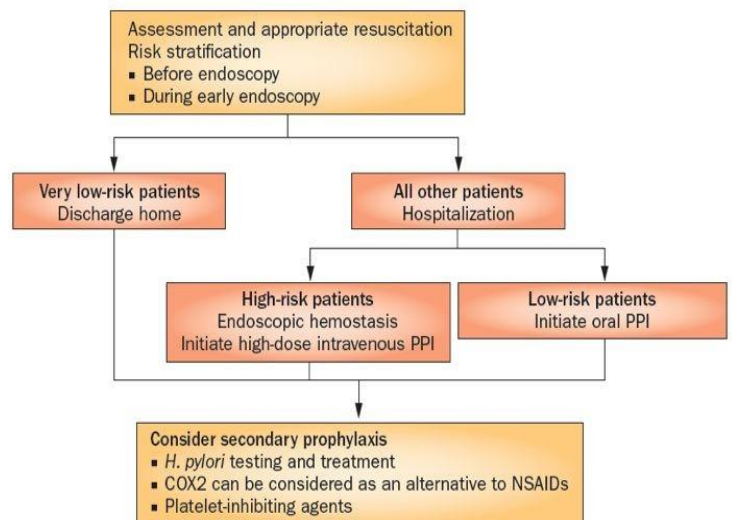 Assessment and appropriate resuscitation
Risk stratification
▪ Before endoscopy
▪ During early endoscopy
Very low-risk patients
Discharge home
All other patients
Hospitalization
High-risk patients
Endoscopic hemostasis
Initiate high-dose intravenous PPI
Low-risk patients
Initiate oral PPI
Consider secondary prophylaxis
▪ H. pylori testing and treatment
▪ COX2 can be considered as an alternative to NSAIDs
▪ Platelet-inhibiting agents